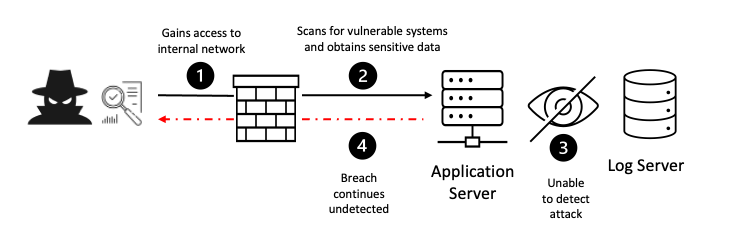 Gains access to
internal network
1
Scans for vulnerable systems
and obtains sensitive data
2
3
4
Breach
continues
undetected
Application
Server
Unable
to detect
attack
Log Server